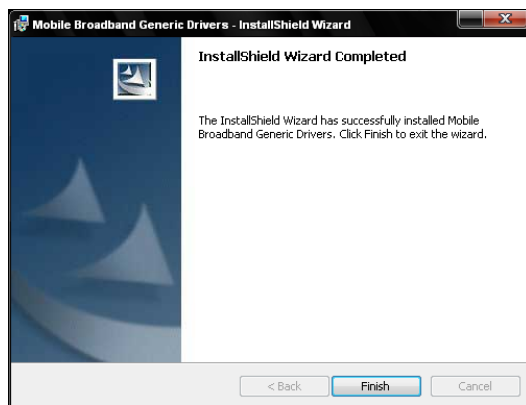 Mobile Broadband Generic Drivers - InstallShield Wizard
InstallShield Wizard Completed
The InstallShield Wizard has successfully installed Mobile
Broadband Generic Drivers. Click Finish to exit the wizard.
< Back
Finish
Cancel